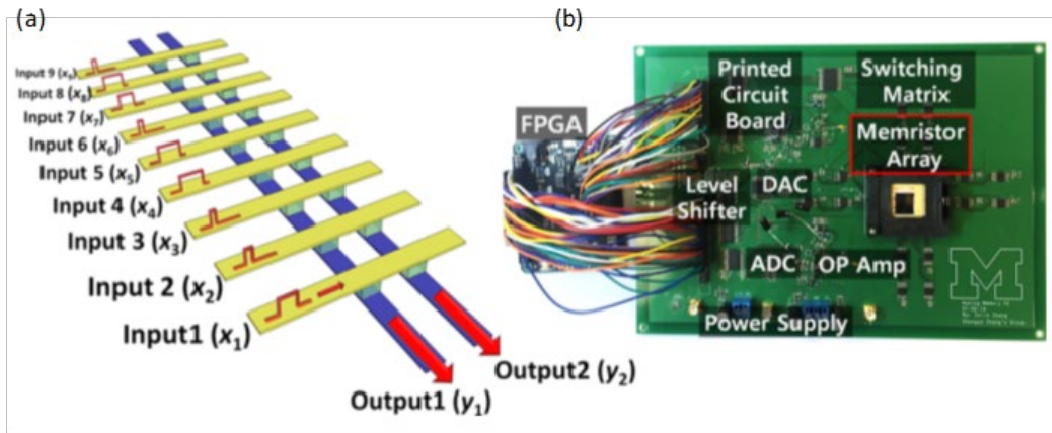 (a)
Input 9 (x₉)
Input 8 (x₈)
Input 7 (x₇)
Input 6 (x₆)
Input 5 (x₅)
Input 4 (x₄)
Input 3 (x₃)
Input 2 (x₂)
Input1 (x₁)
Output1 (y₁)
Output2 (y₂)
(b)
FPGA
Printed
Circuit
Board
Switching
Matrix
Memristor
Array
Level
Shifter
DAC
ADC
OP Amp
Power Supply
M